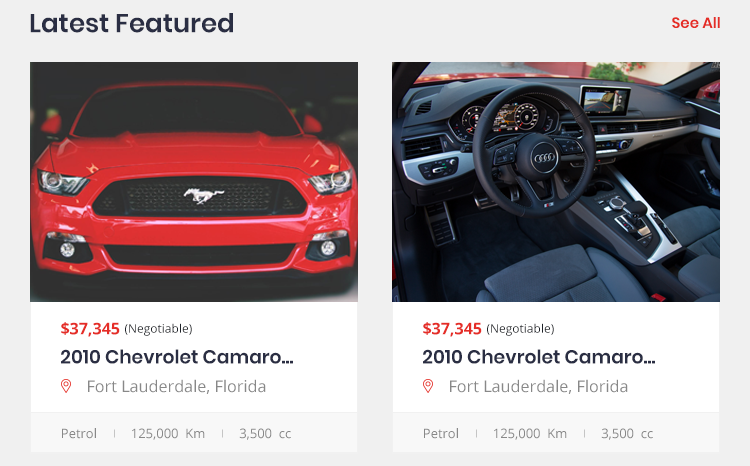 Latest Featured
See All
$37,345 (Negotiable)
2010 Chevrolet Camaro...
Fort Lauderdale, Florida
Petrol 125,000 Km 3,500 cc
$37,345 (Negotiable)
2010 Chevrolet Camaro...
Fort Lauderdale, Florida
Petrol 125,000 Km 3,500 cc